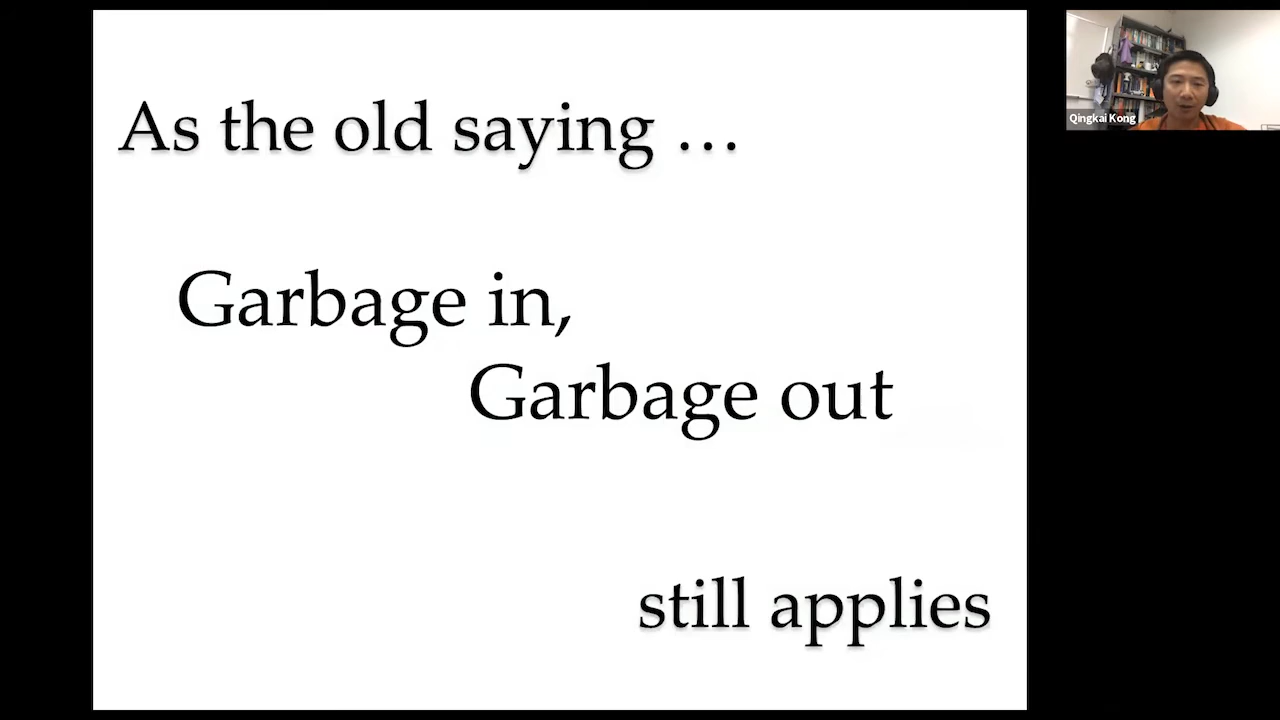 As the old saying …
Garbage in,
Garbage out
still applies
Qingkai Kong